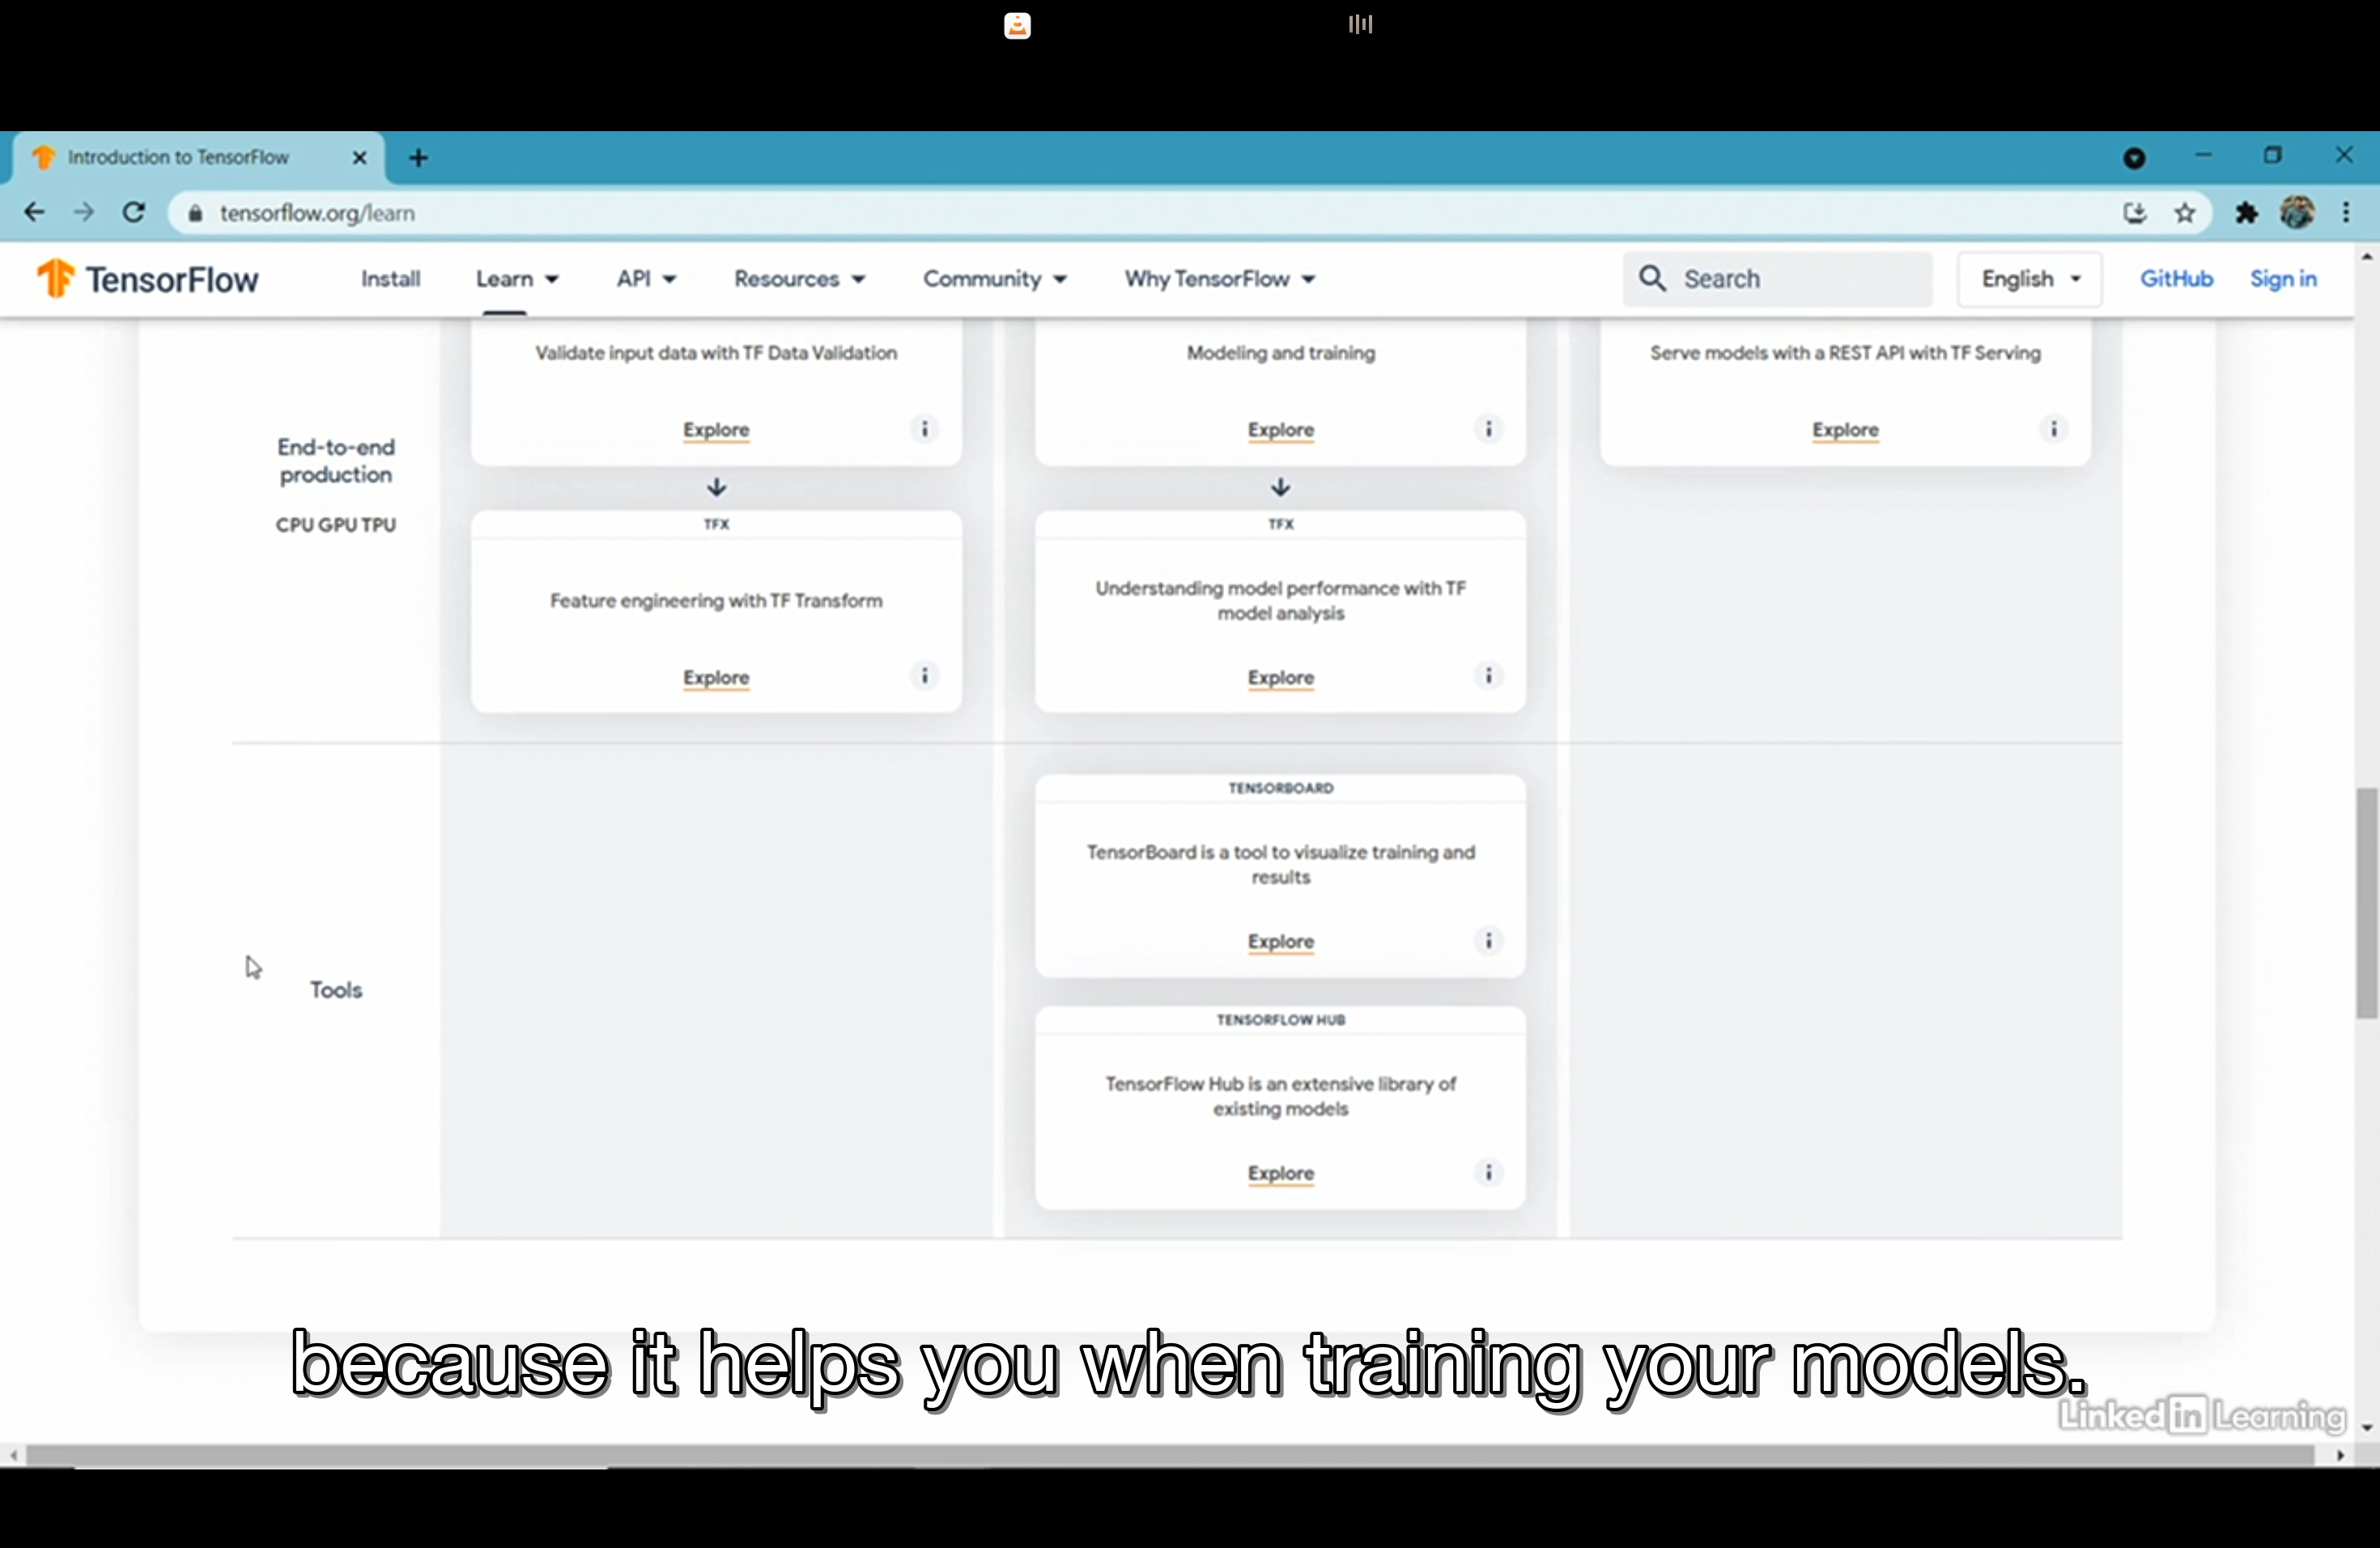 Introduction to TensorFlow
tensorflow.org/learn
TensorFlow
Install
Learn
API
Resources
Community
Why TensorFlow
Search
English
GitHub
Sign in
Validate input data with TF Data Validation
Explore
Modeling and training
Explore
Serve models with a REST API with TF Serving
Explore
End-to-end
production
CPU GPU TPU
TFX
Feature engineering with TF Transform
Explore
TFX
Understanding model performance with TF
model analysis
Explore
Tools
TENSORBOARD
TensorBoard is a tool to visualize training and
results
Explore
TENSORFLOW HUB
TensorFlow Hub is an extensive library of
existing models
Explore
because it helps you when training your models.
Linked in Learning